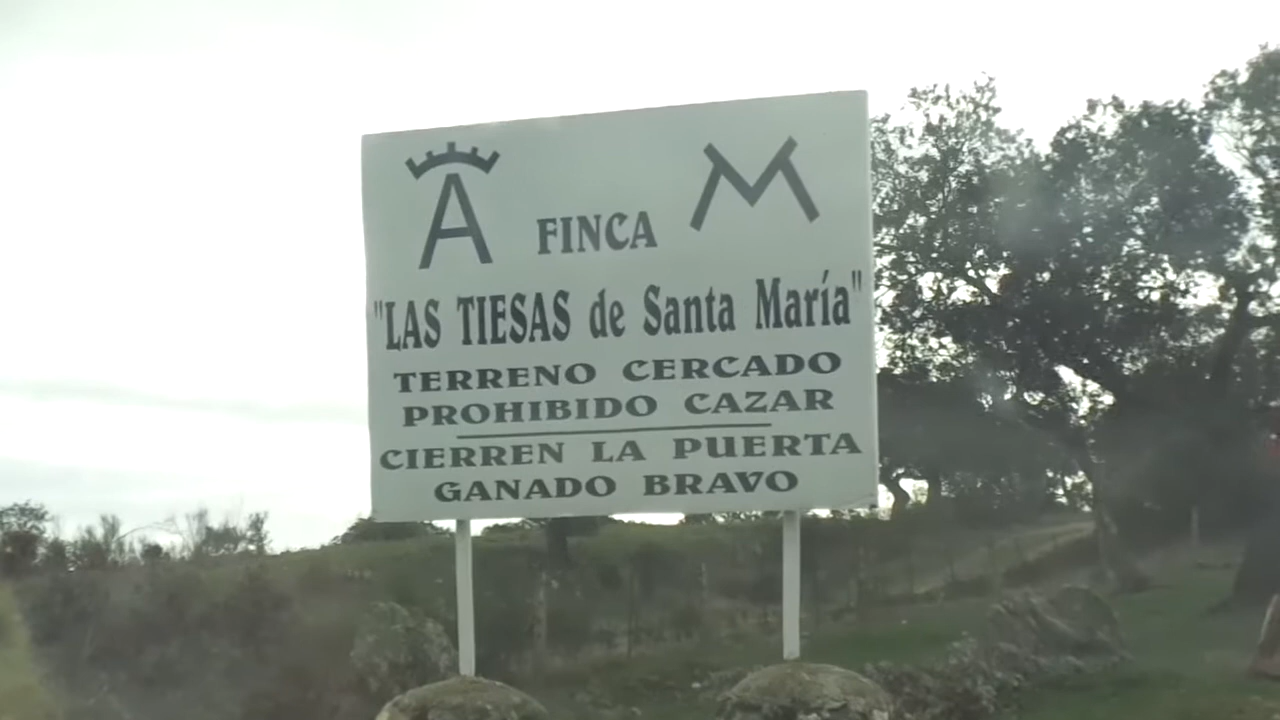 A
M
FINCA
"LAS TIESAS de Santa María"
TERRENO CERCADO
PROHIBIDO CAZAR
CIERREN LA PUERTA
GANADO BRAVO